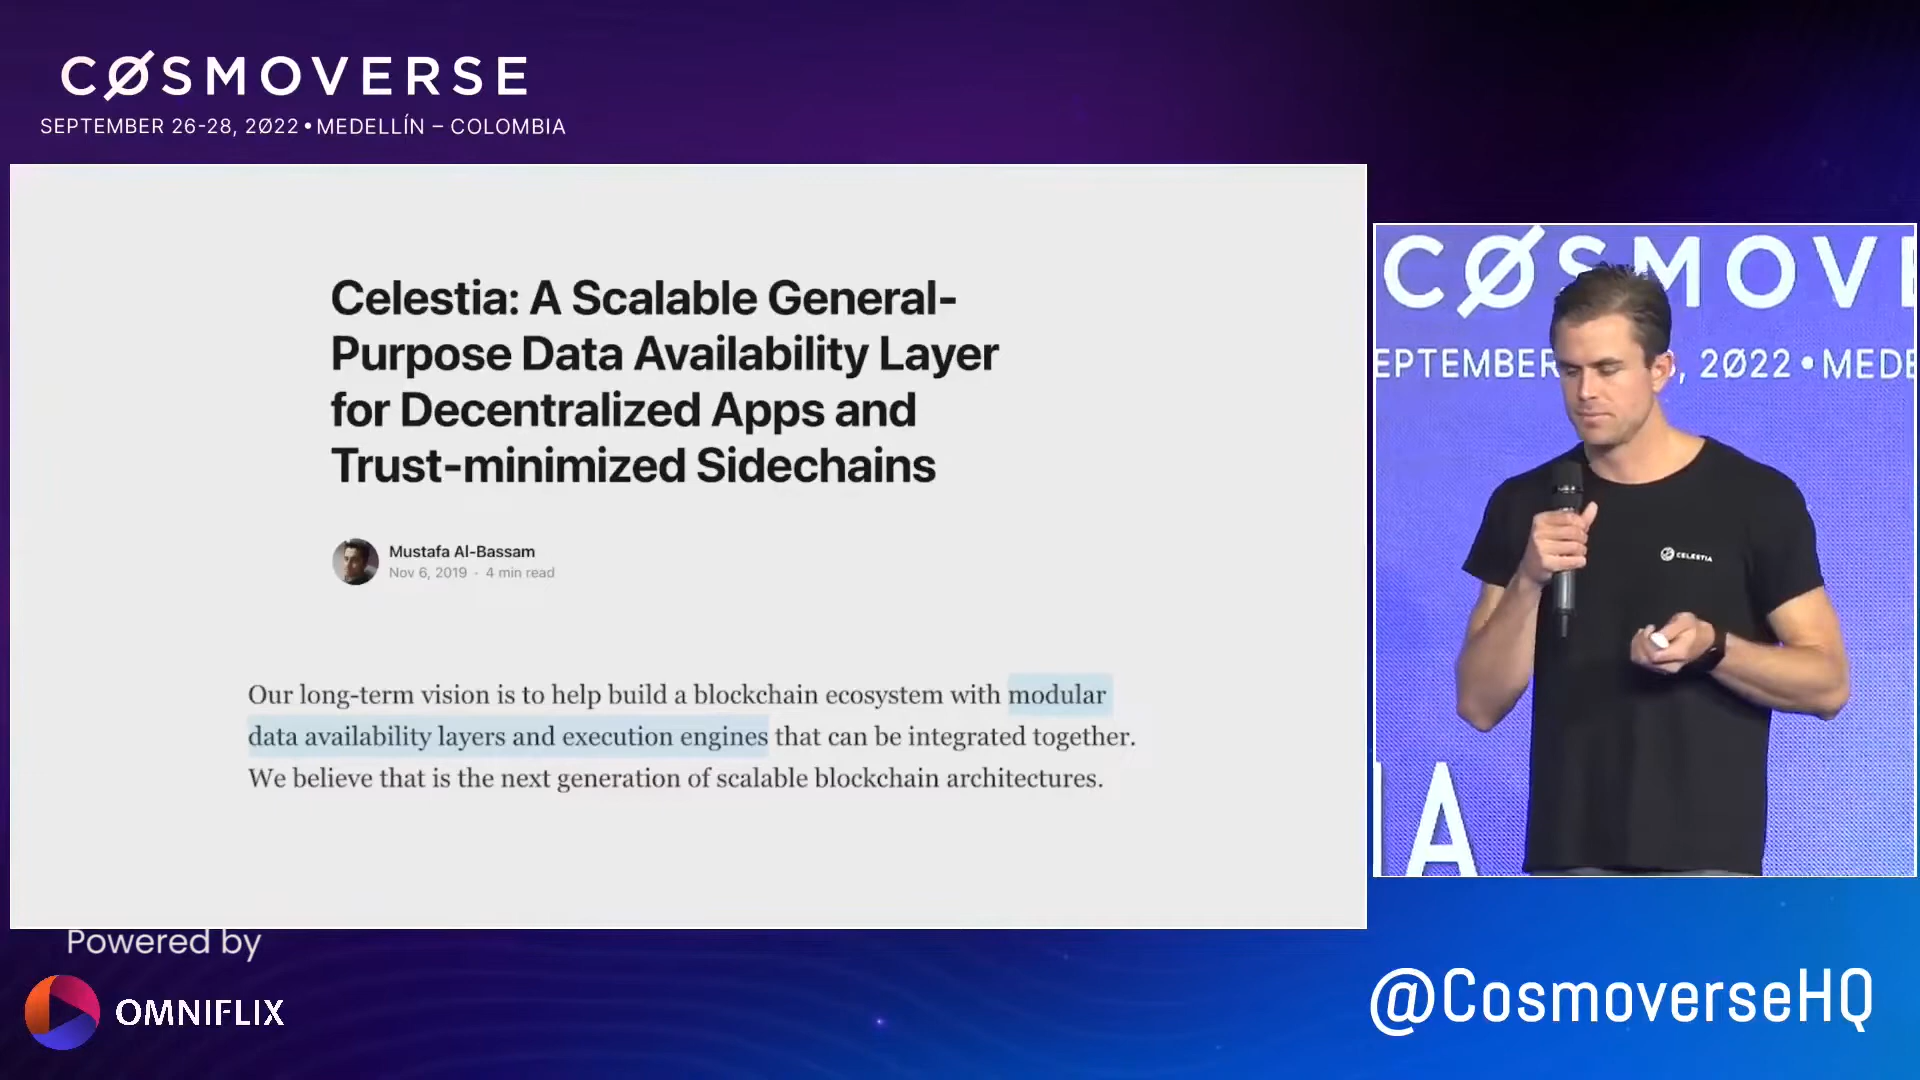 CØSMOVERSE
SEPTEMBER 26-28, 2Ø22 • MEDELLÍN – COLOMBIA
Celestia: A Scalable General-
Purpose Data Availability Layer
for Decentralized Apps and
Trust-minimized Sidechains
Mustafa Al-Bassam
Nov 6, 2019 · 4 min read
Our long-term vision is to help build a blockchain ecosystem with modular
data availability layers and execution engines that can be integrated together.
We believe that is the next generation of scalable blockchain architectures.
CØSMOV
EPTEMBER , 2Ø22 • MEDE
CELESTIA
IA
Powered by
OMNIFLIX
@CosmoverseHQ